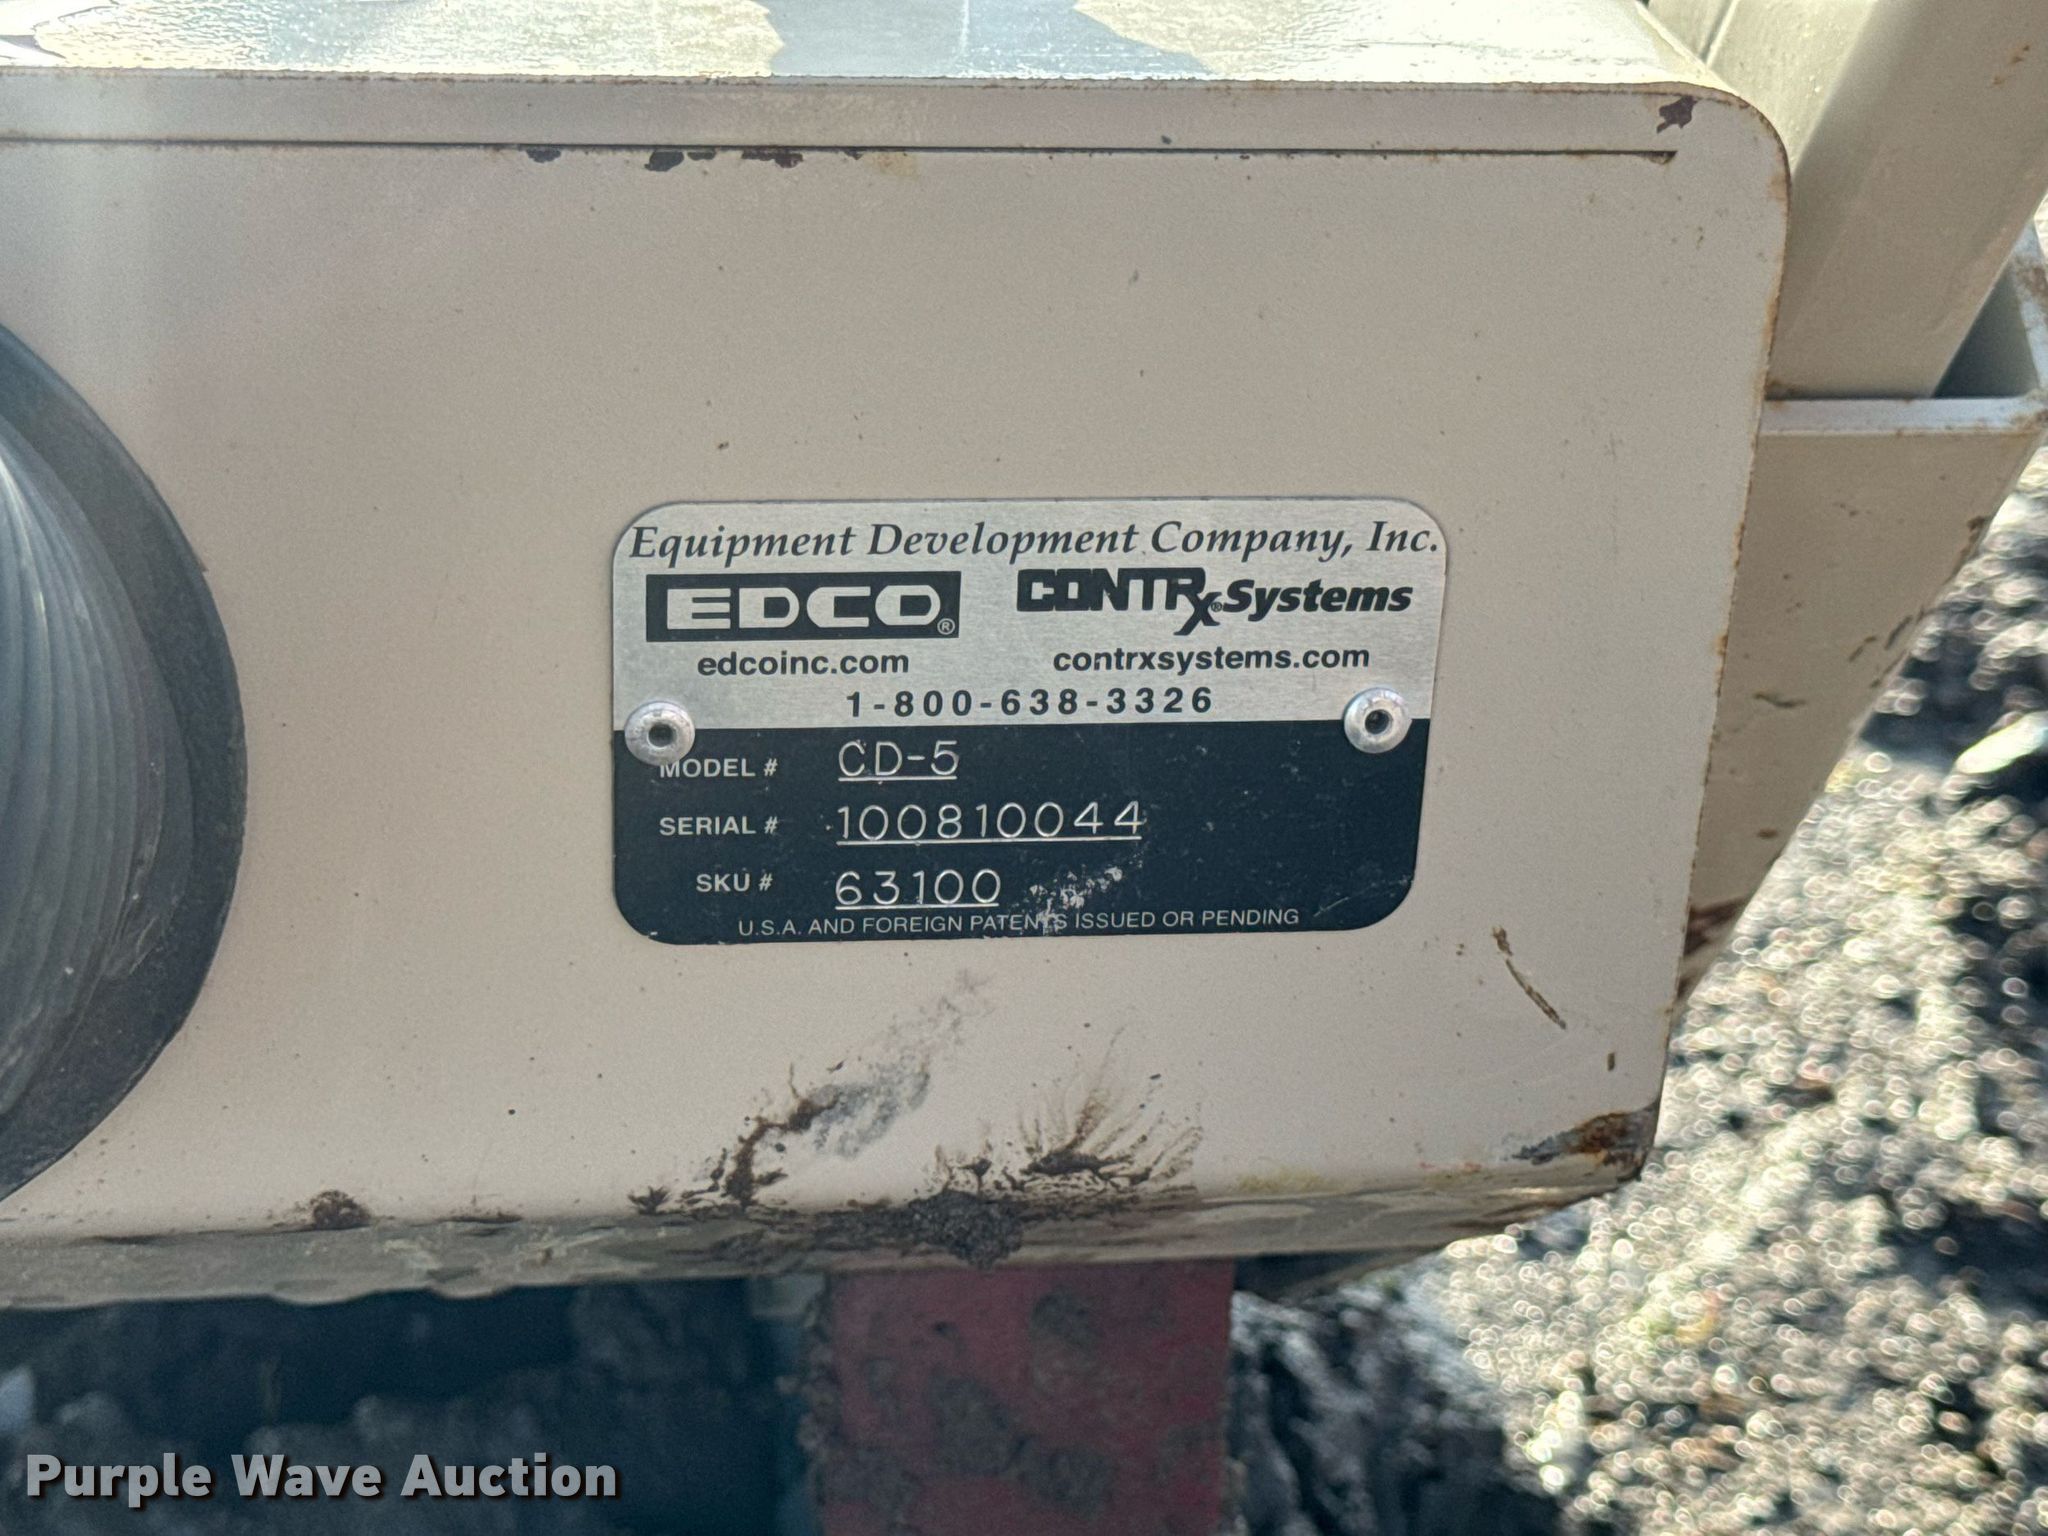 Equipment Development Company, Inc.
EDCO® CONTRx® Systems
edcoinc.com contrxsystems.com
1-800-638-3326
MODEL # CD-5
SERIAL # 100810044
SKU # 63100
U.S.A. AND FOREIGN PATENTS ISSUED OR PENDING
Purple Wave Auction